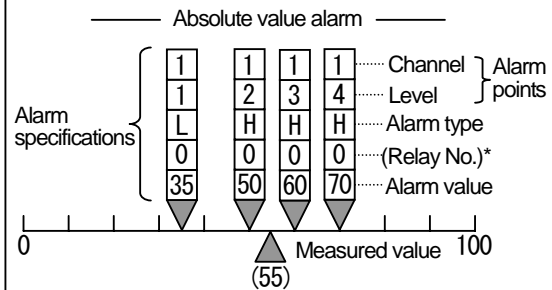 Absolute value alarm
1 1 1 1 Channel
1 2 3 4 Level
Alarm points
Alarm specifications
L H H H Alarm type
0 0 0 0 (Relay No.)*
35 50 60 70 Alarm value
0 Measured value 100
(55)